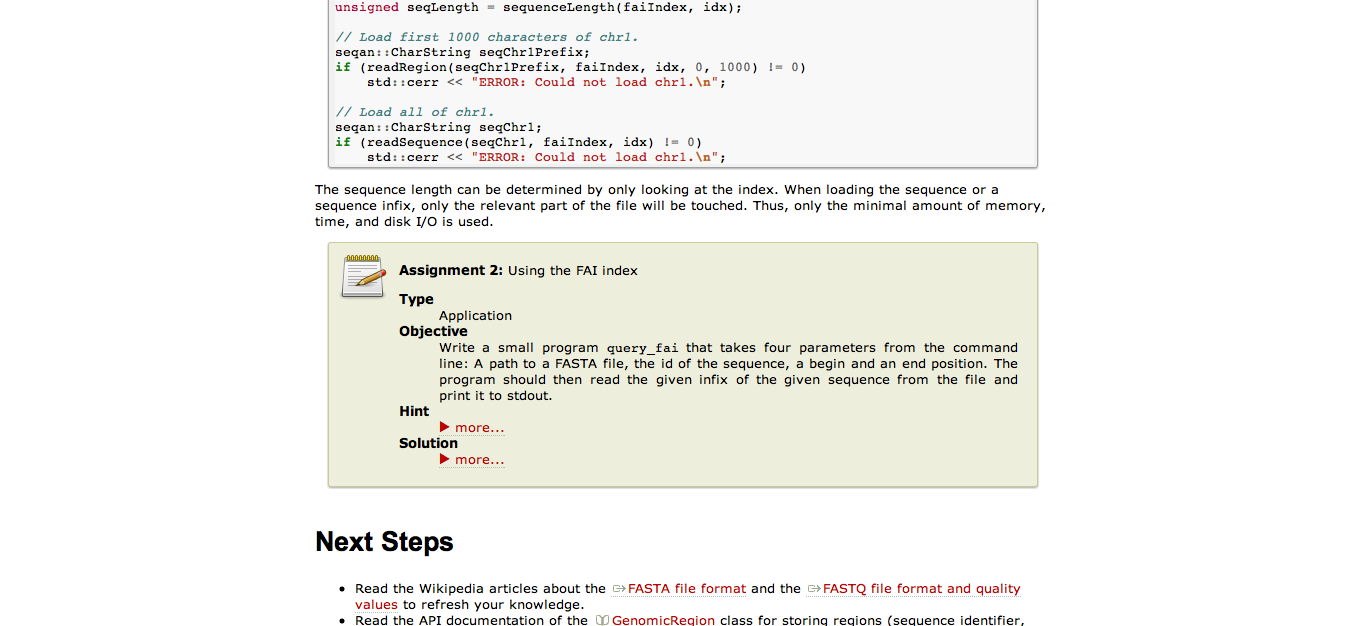 unsigned seqLength = sequenceLength(faiIndex, idx);
// Load first 1000 characters of chr1.
seqan::CharString seqChr1Prefix;
if (readRegion(seqChr1Prefix, faiIndex, idx, 0, 1000) != 0)
std::cerr << "ERROR: Could not load chr1.\n";
// Load all of chr1.
seqan::CharString seqChr1;
if (readSequence(seqChr1, faiIndex, idx) != 0)
std::cerr << "ERROR: Could not load chr1.\n";
The sequence length can be determined by only looking at the index. When loading the sequence or a
sequence infix, only the relevant part of the file will be touched. Thus, only the minimal amount of memory,
time, and disk I/O is used.
Assignment 2: Using the FAI index
Type
Application
Objective
Write a small program query_fai that takes four parameters from the command
line: A path to a FASTA file, the id of the sequence, a begin and an end position. The
program should then read the given infix of the given sequence from the file and
print it to stdout.
Hint
more...
Solution
more...
Next Steps
• Read the Wikipedia articles about the FASTA file format and the FASTQ file format and quality
values to refresh your knowledge.
• Read the API documentation of the GenomicRegion class for storing regions (sequence identifier,